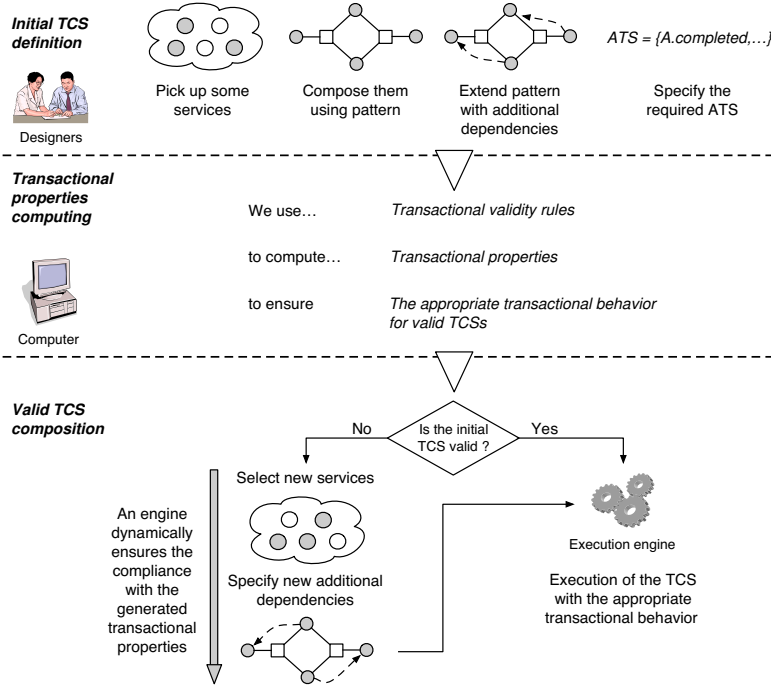 Initial TCS
definition
Designers
Pick up some
services
Compose them
using pattern
Extend pattern
with additional
dependencies
ATS = {A.completed,...}
Specify the
required ATS
Transactional
properties
computing
Computer
We use...
Transactional validity rules
to compute...
Transactional properties
to ensure
The appropriate transactional behavior
for valid TCSs
Valid TCS
composition
Is the initial
TCS valid ?
No
Yes
An engine
dynamically
ensures the
compliance
with the
generated
transactional
properties
Select new services
Specify new additional
dependencies
Execution engine
Execution of the TCS
with the appropriate
transactional behavior